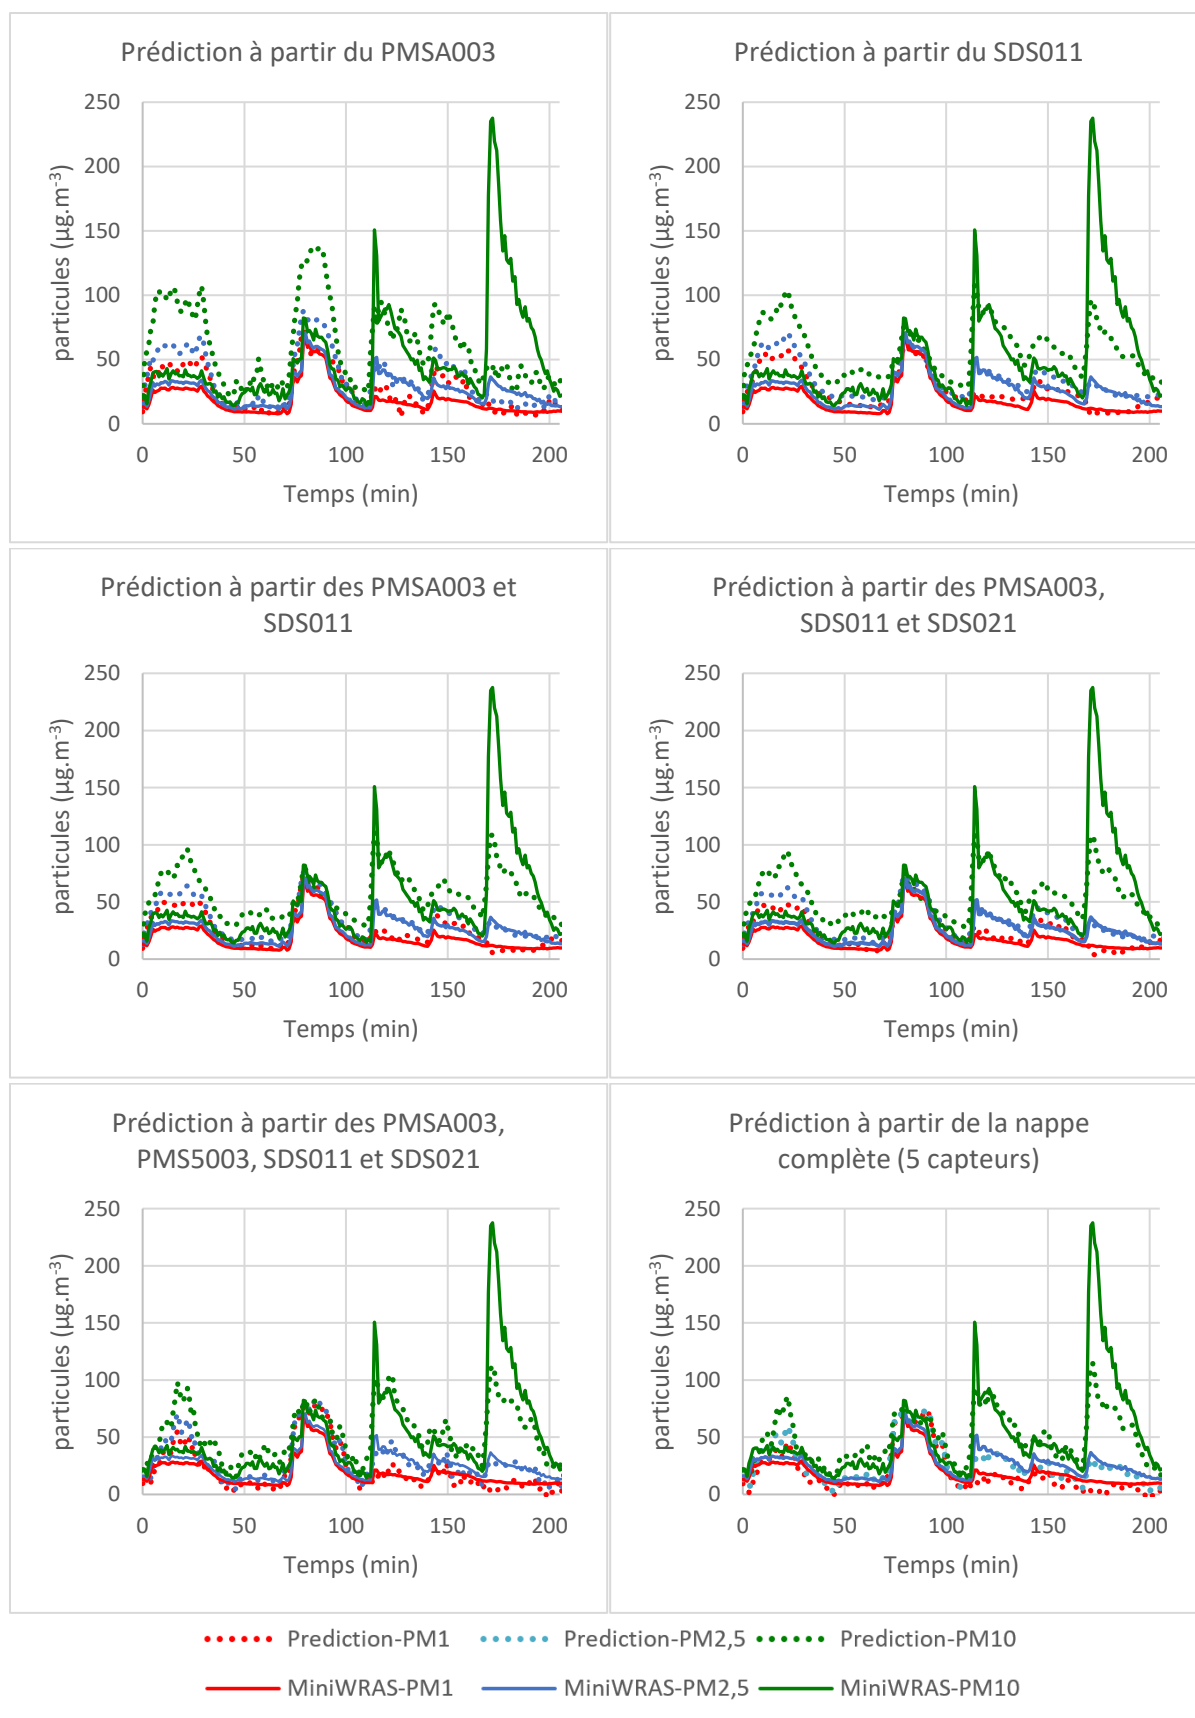 Prédiction à partir du PMSA003
250
200
150
100
50
0
particules (µg.m-3)
0 50 100 150 200
Temps (min)
Prédiction à partir du SDS011
250
200
150
100
50
0
particules (µg.m-3)
0 50 100 150 200
Temps (min)
Prédiction à partir des PMSA003 et
SDS011
250
200
150
100
50
0
particules (µg.m-3)
0 50 100 150 200
Temps (min)
Prédiction à partir des PMSA003,
SDS011 et SDS021
250
200
150
100
50
0
particules (µg.m-3)
0 50 100 150 200
Temps (min)
Prédiction à partir des PMSA003,
PMS5003, SDS011 et SDS021
250
200
150
100
50
0
particules (µg.m-3)
0 50 100 150 200
Temps (min)
Prédiction à partir de la nappe
complète (5 capteurs)
250
200
150
100
50
0
particules (µg.m-3)
0 50 100 150 200
Temps (min)
Prediction-PM1 Prediction-PM2,5 Prediction-PM10
MiniWRAS-PM1 MiniWRAS-PM2,5 MiniWRAS-PM10